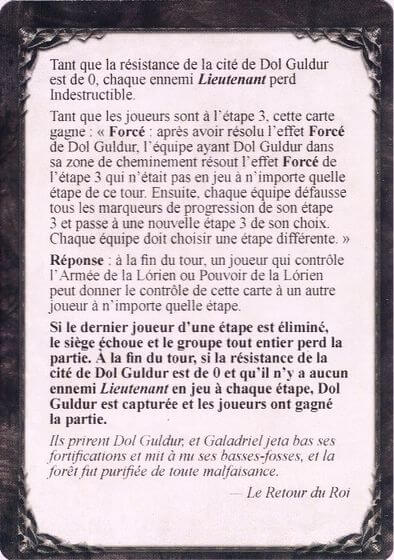 Tant que la résistance de la cité de Dol Guldur
est de 0, chaque ennemi Lieutenant perd
Indestructible.
Tant que les joueurs sont à l'étape 3, cette carte
gagne : « Forcé : après avoir résolu l'effet Forcé
de Dol Guldur, l'équipe ayant Dol Guldur dans
sa zone de cheminement résout l'effet Forcé de
l'étape 3 qui n'était pas en jeu à n'importe quelle
étape de ce tour. Ensuite, chaque équipe défausse
tous les marqueurs de progression de son étape
3 et passe à une nouvelle étape 3 de son choix.
Chaque équipe doit choisir une étape différente. »
Réponse : à la fin du tour, un joueur qui contrôle
l'Armée de la Lórien ou Pouvoir de la Lórien
peut donner le contrôle de cette carte à un autre
joueur à n'importe quelle étape.
Si le dernier joueur d'une étape est éliminé,
le siège échoue et le groupe tout entier perd la
partie. À la fin du tour, si la résistance de la
cité de Dol Guldur est de 0 et qu'il n'y a aucun
ennemi Lieutenant en jeu à chaque étape, Dol
Guldur est capturée et les joueurs ont gagné
la partie.
Ils prirent Dol Guldur, et Galadriel jeta bas ses
fortifications et mit à nu ses basses-fosses, et la
forêt fut purifiée de toute malfaisance.
— Le Retour du Roi